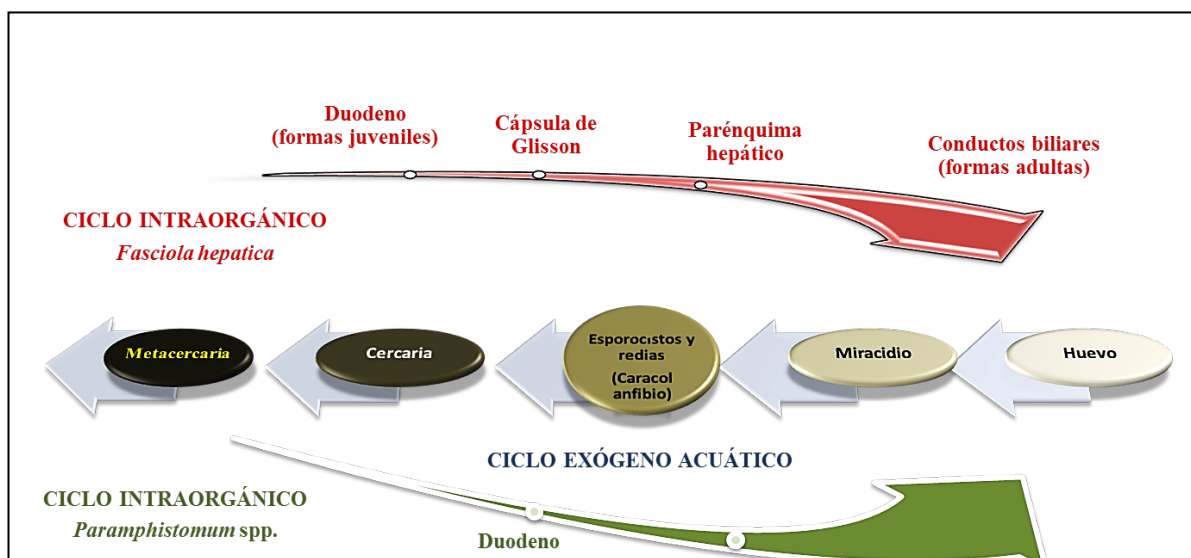 Duodeno
(formas juveniles)
Cápsula de
Glisson
Parénquima
hepático
Conductos biliares
(formas adultas)
CICLO INTRAORGÁNICO
Fasciola hepatica
Metacercaria
Cercaria
Esporocistos y
redias
(Caracol
anfibio)
Miracidio
Huevo
CICLO EXÓGENO ACUÁTICO
CICLO INTRAORGÁNICO
Paramphistomum spp.
Duodeno